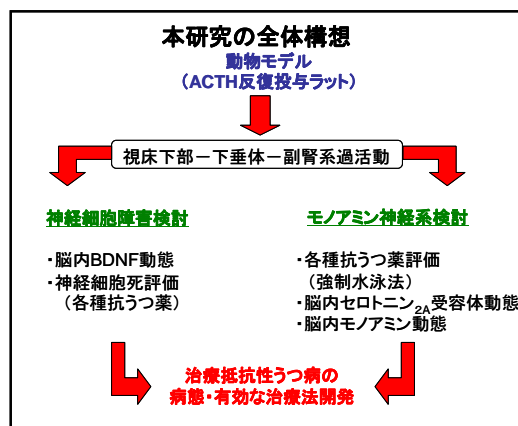 本研究の全体構想
動物モデル
(ACTH反復投与ラット)
視床下部－下垂体－副腎系過活動
神経細胞障害検討
・脳内BDNF動態
・神経細胞死評価
(各種抗うつ薬)
モノアミン神経系検討
・各種抗うつ薬評価
(強制水泳法)
・脳内セロトニン2A受容体動態
・脳内モノアミン動態
治療抵抗性うつ病の
病態・有効な治療法開発